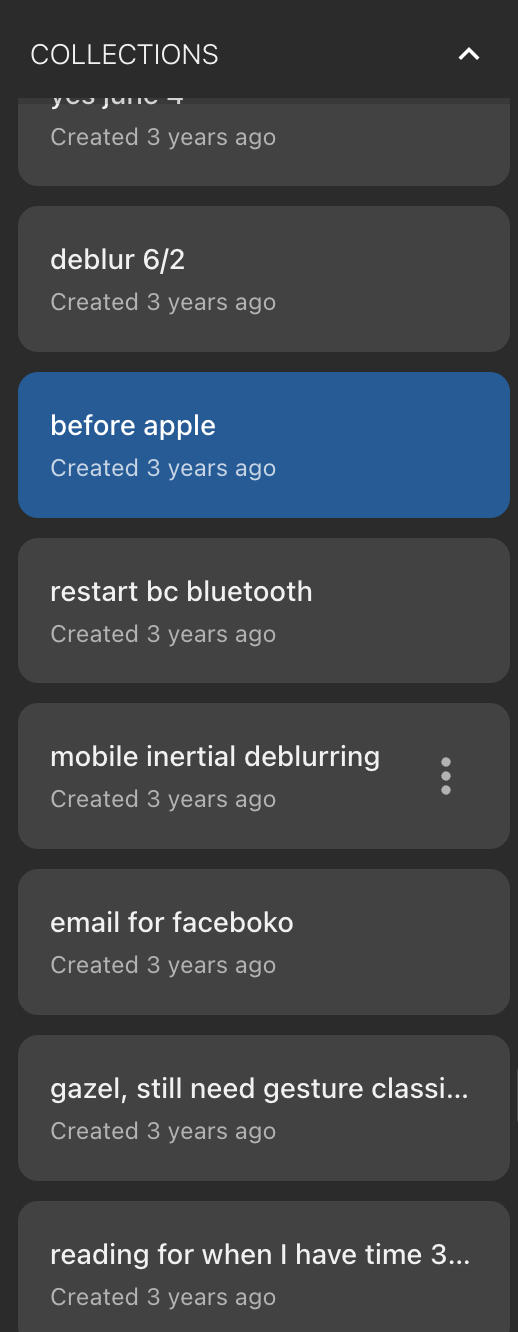 COLLECTIONS
yes june 4
Created 3 years ago
deblur 6/2
Created 3 years ago
before apple
Created 3 years ago
restart bc bluetooth
Created 3 years ago
mobile inertial deblurring
Created 3 years ago
email for faceboko
Created 3 years ago
gazel, still need gesture classi...
Created 3 years ago
reading for when I have time 3...
Created 3 years ago